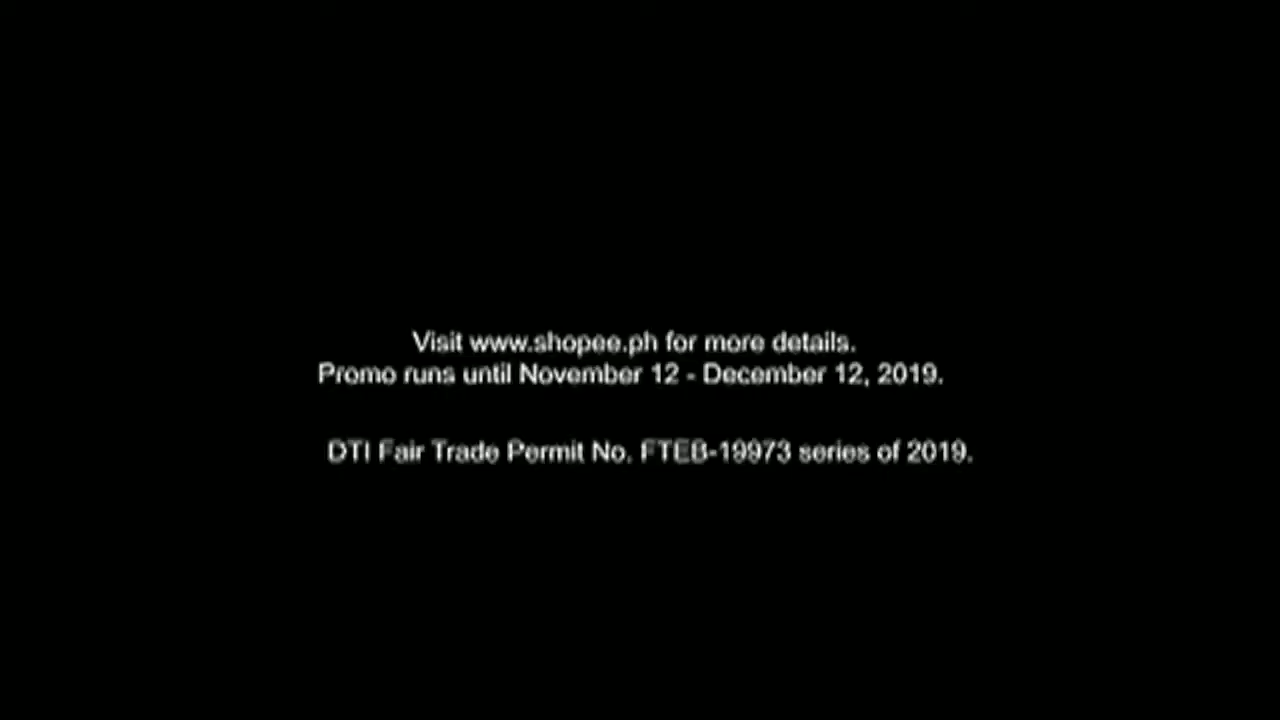 Visit www.shopee.ph for more details.
Promo runs until November 12 - December 12, 2019.
DTI Fair Trade Permit No. FTEB-19973 series of 2019.